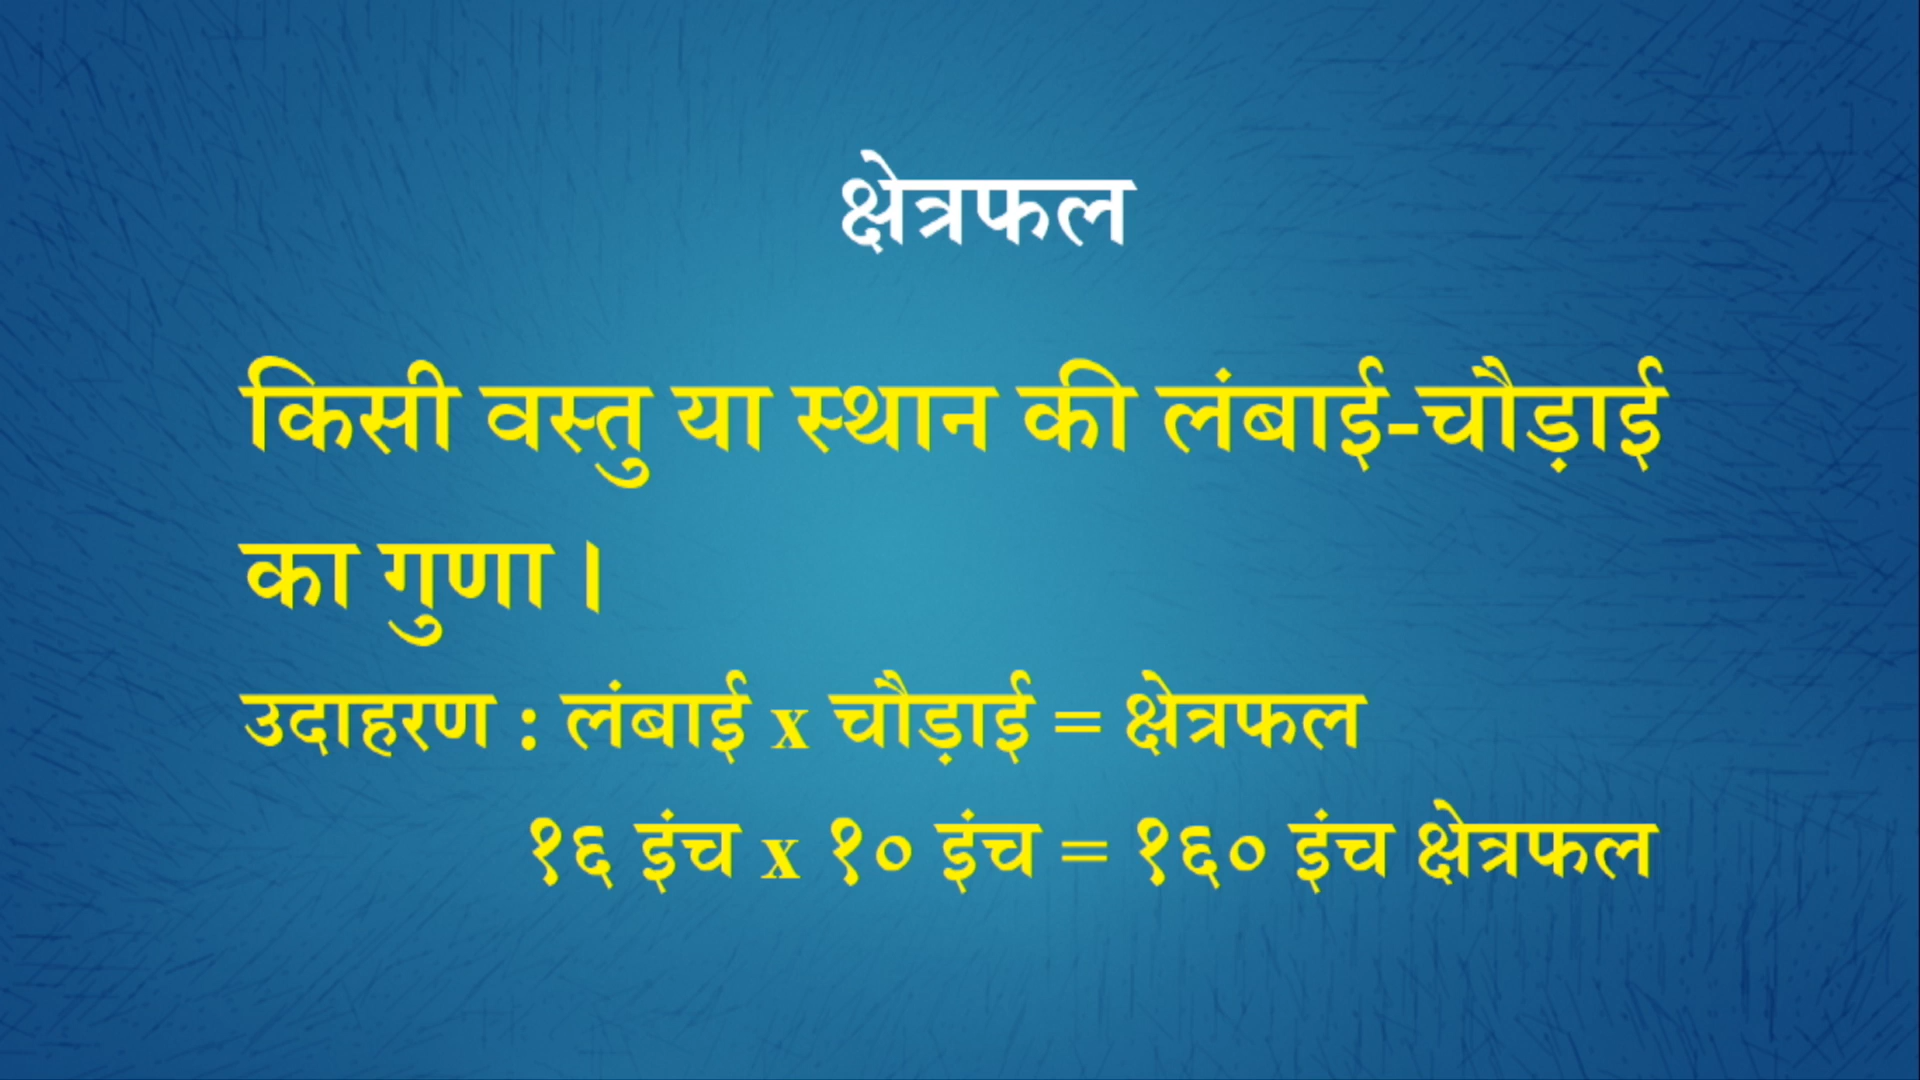 क्षेत्रफल
किसी वस्तु या स्थान की लंबाई-चौड़ाई
का गुणा ।
उदाहरण : लंबाई x चौड़ाई = क्षेत्रफल
१६ इंच x १० इंच = १६० इंच क्षेत्रफल